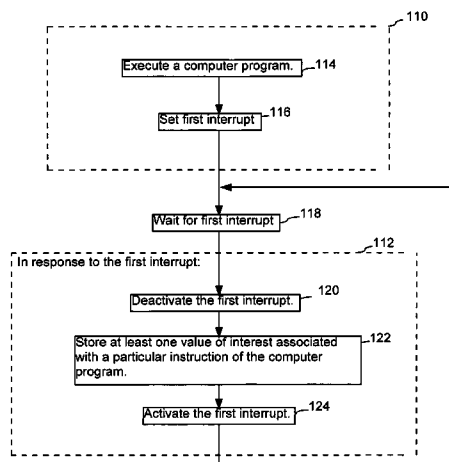 110
Execute a computer program.
114
Set first interrupt
116
Wait for first interrupt
118
112
In response to the first interrupt:
Deactivate the first interrupt.
120
Store at least one value of interest associated
with a particular instruction of the computer
program.
122
Activate the first interrupt.
124